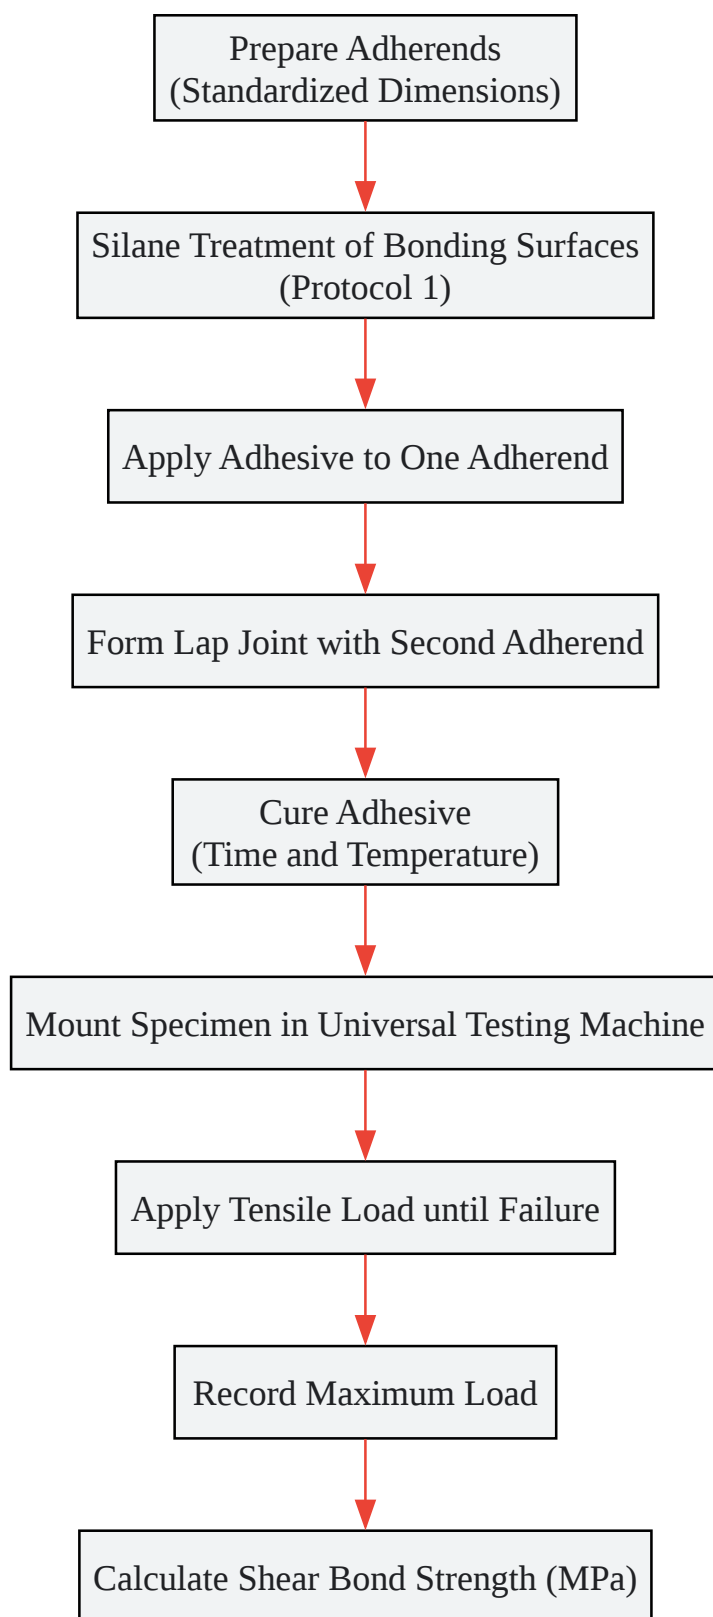 Prepare Adherends
(Standardized Dimensions)
Silane Treatment of Bonding Surfaces
(Protocol 1)
Apply Adhesive to One Adherend
Form Lap Joint with Second Adherend
Cure Adhesive
(Time and Temperature)
Mount Specimen in Universal Testing Machine
Apply Tensile Load until Failure
Record Maximum Load
Calculate Shear Bond Strength (MPa)